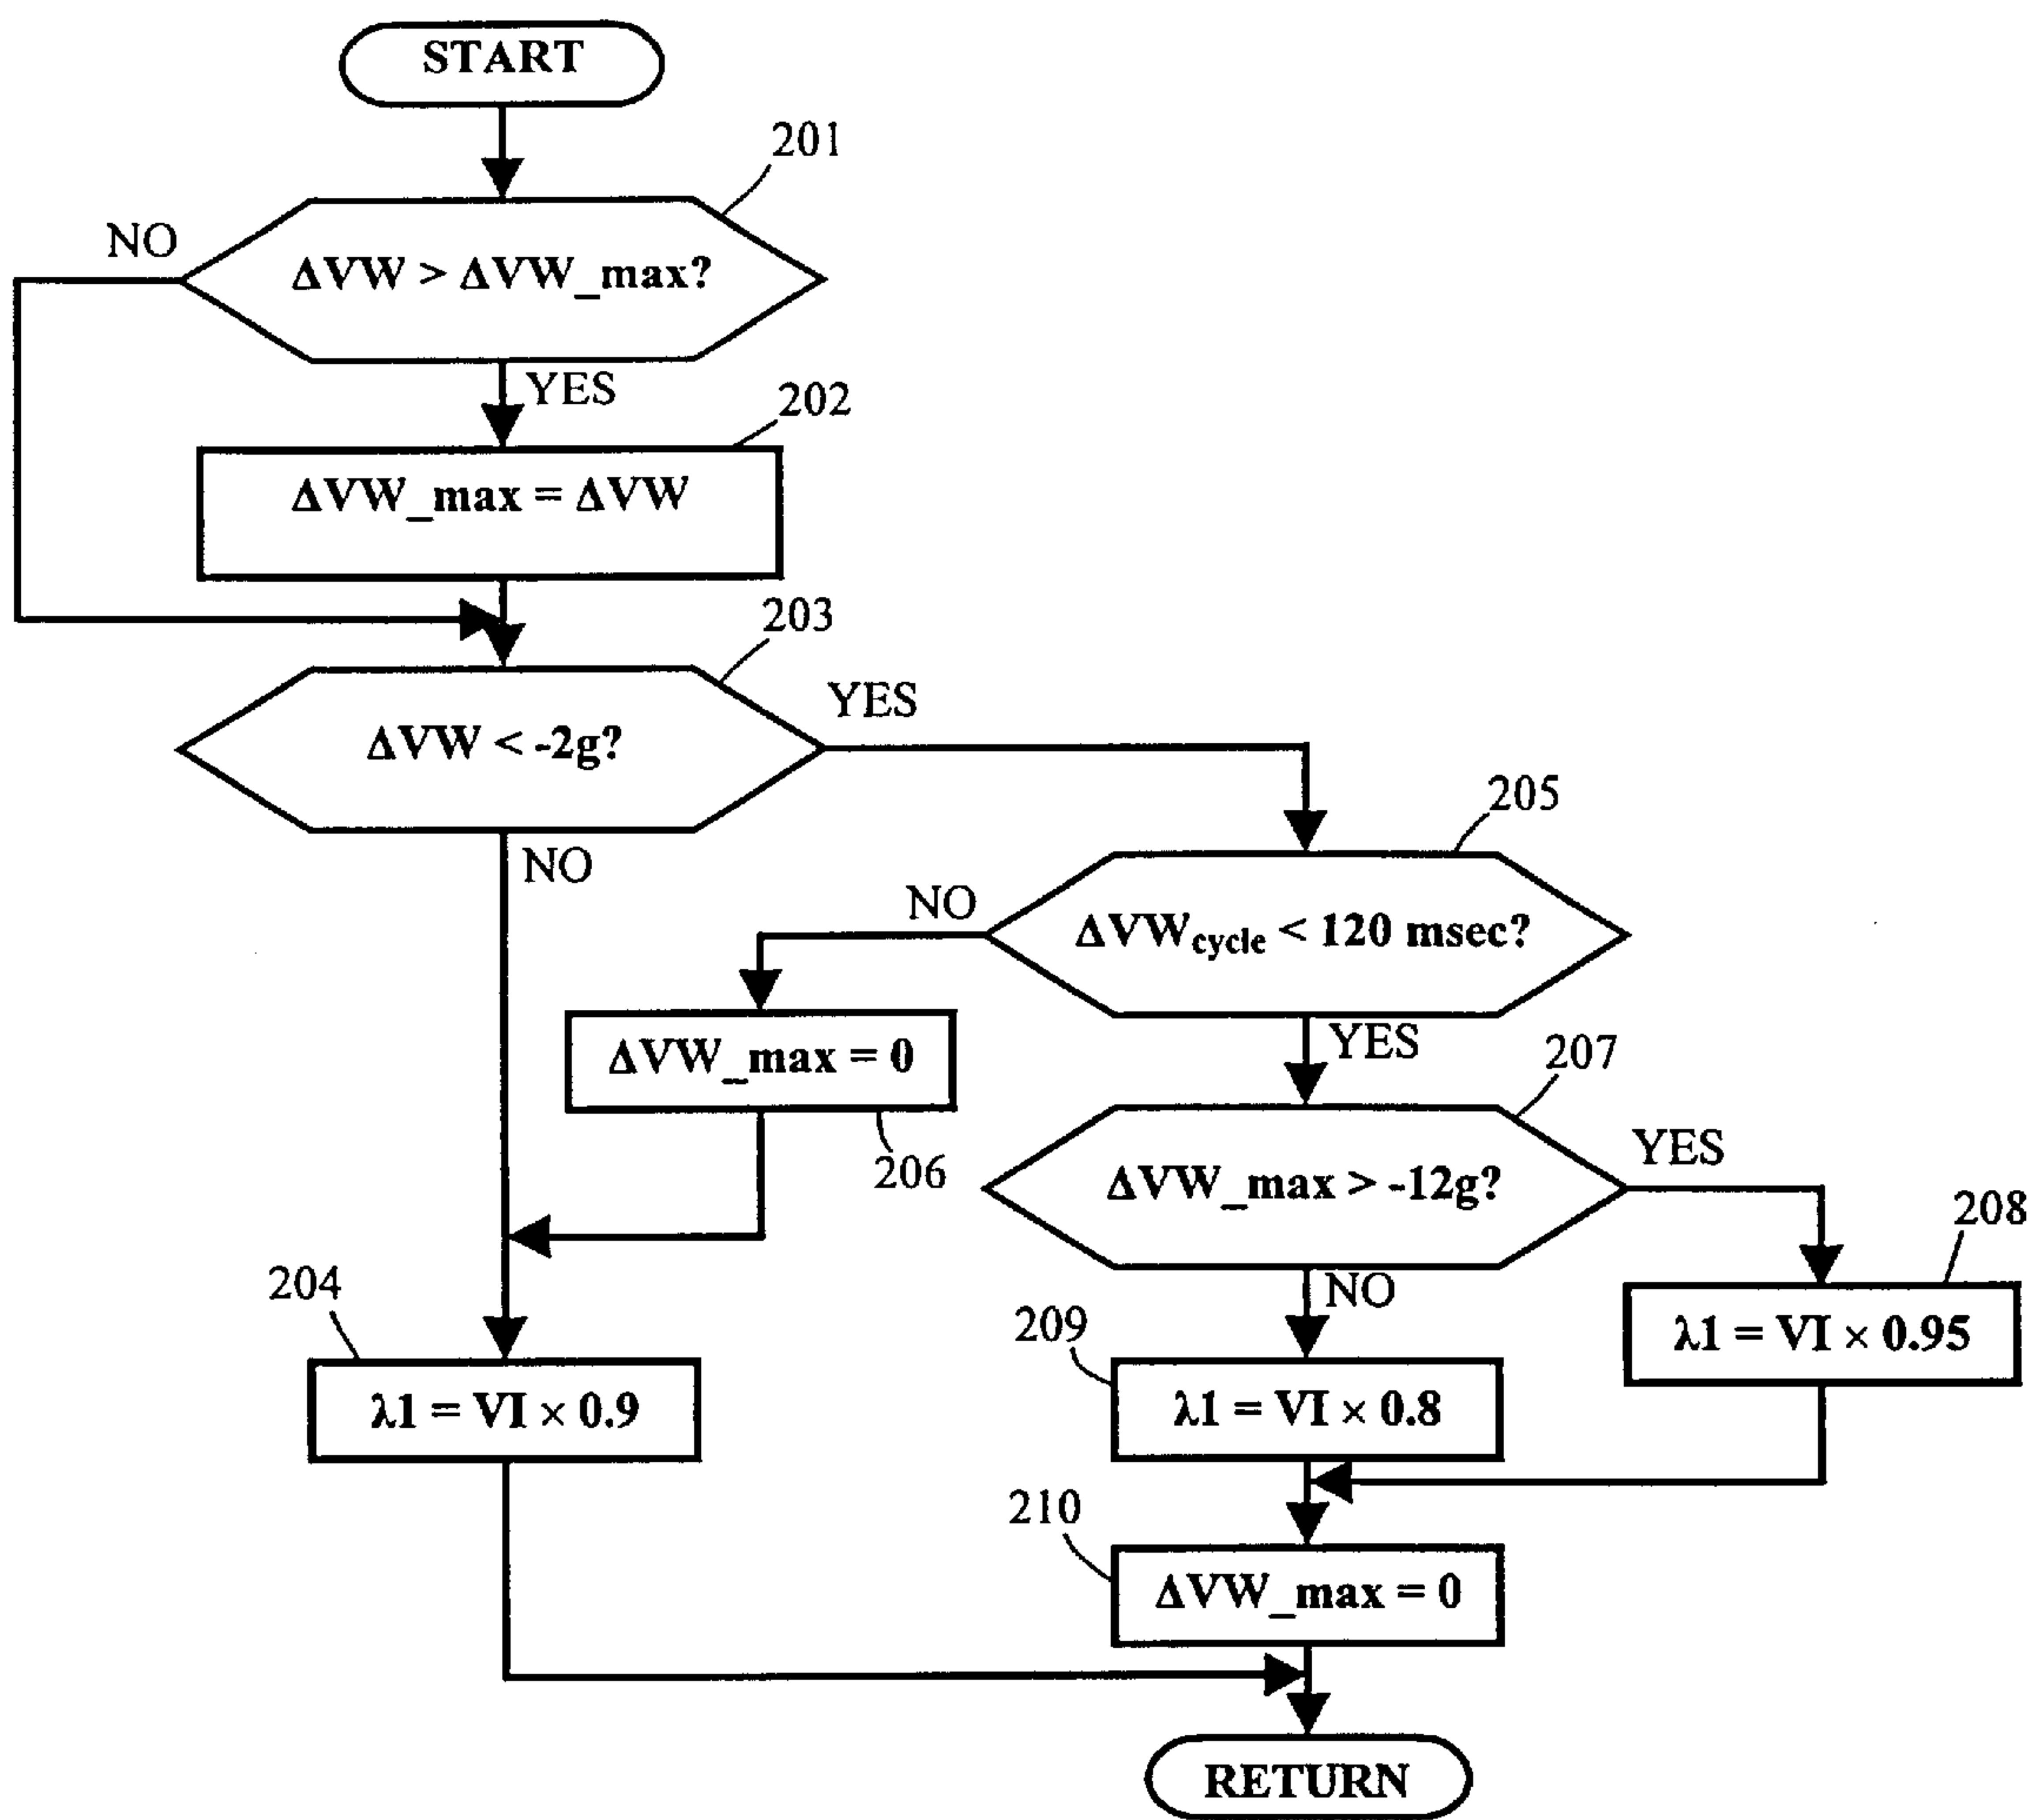 START
201
NO
ΔVW > ΔVW_max?
YES
202
ΔVW_max = ΔVW
203
YES
ΔVW < -2g?
205
NO
NO
ΔVWcycle < 120 msec?
YES
207
ΔVW_max = 0
206
YES
ΔVW_max > -12g?
208
204
NO
209
λ1 = VI × 0.95
λ1 = VI × 0.9
λ1 = VI × 0.8
210
ΔVW_max = 0
RETURN